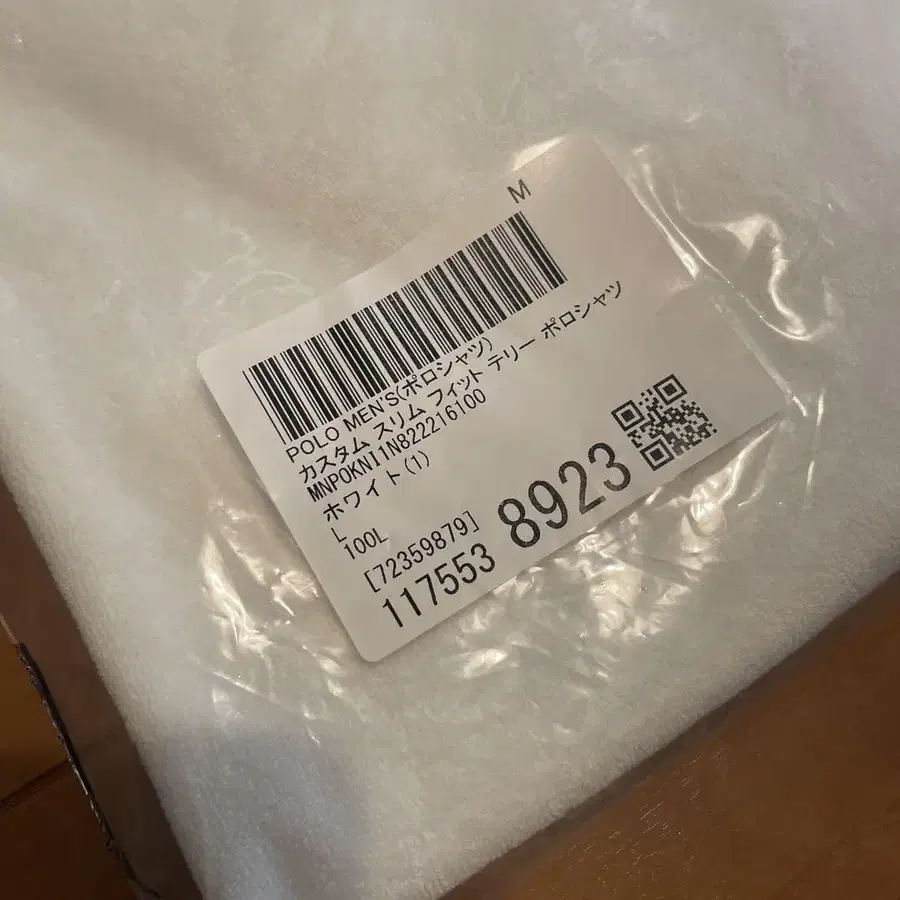 M
POLO MEN'S(ポロシャツ)
カスタム スリム フィット テリー ポロシャツ
MNPOKNI1N822216100
ホワイト(1)
L
100L
[72359879]
117553 8923